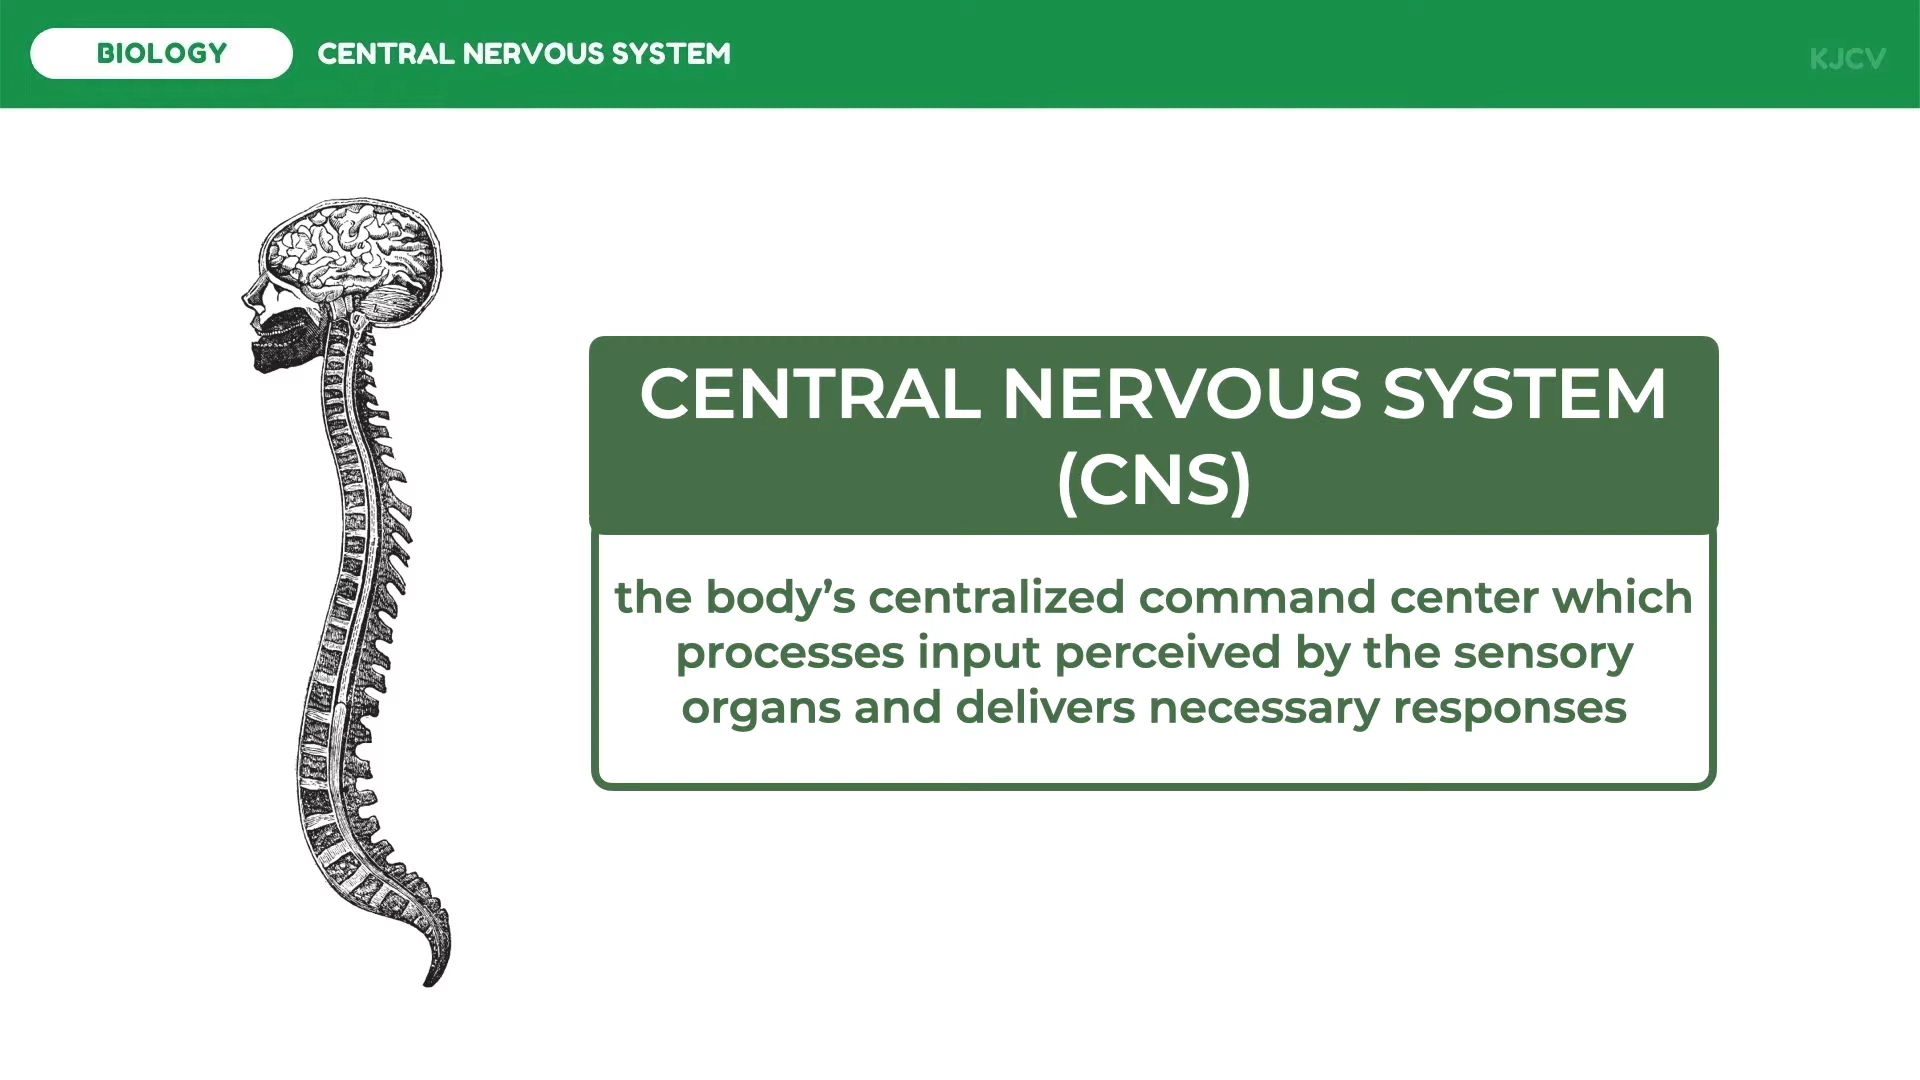 BIOLOGY
CENTRAL NERVOUS SYSTEM
KJCV
CENTRAL NERVOUS SYSTEM
(CNS)
the body’s centralized command center which
processes input perceived by the sensory
organs and delivers necessary responses